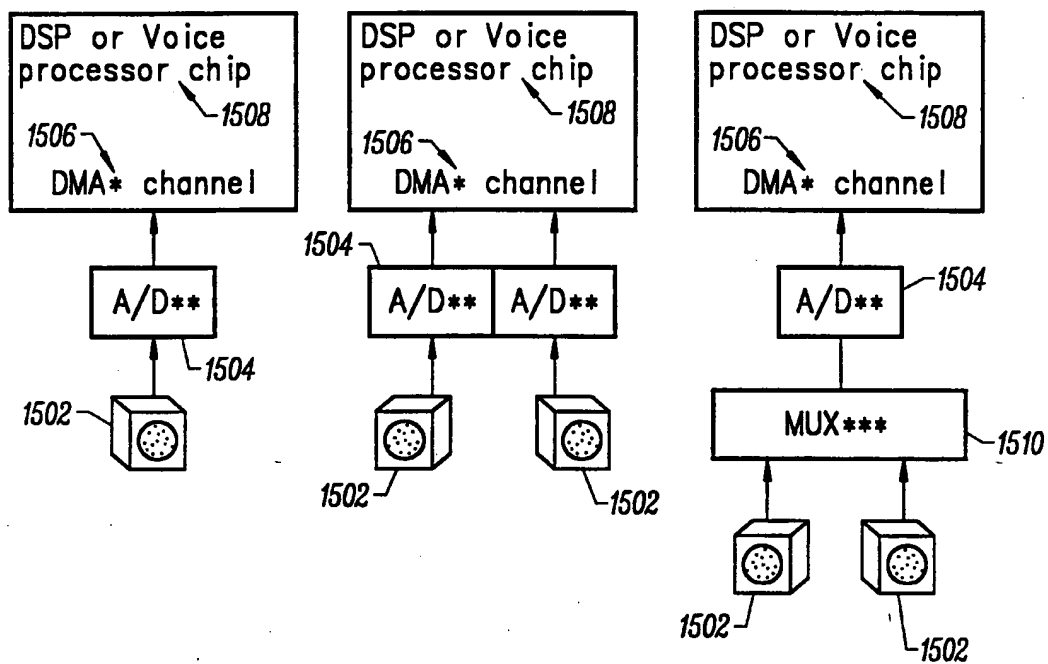 DSP or Voice
processor chip
1508
1506
DMA* channel
A/D**
1504
1502
DSP or Voice
processor chip
1508
1506
DMA* channel
1504
A/D** A/D**
1502
1502
DSP or Voice
processor chip
1508
1506
DMA* channel
A/D**
1504
MUX***
1510
1502
1502